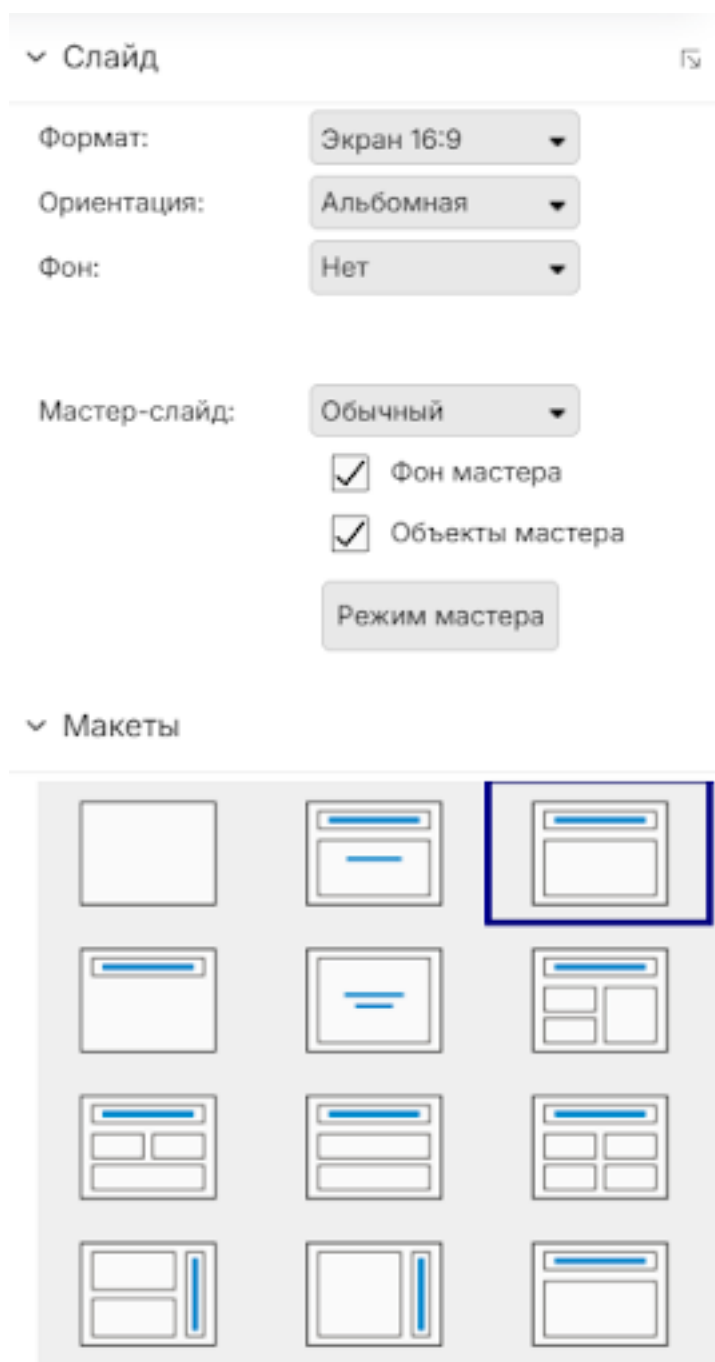 Слайд
Формат: Экран 16:9
Ориентация: Альбомная
Фон: Нет
Мастер-слайд: Обычный
Фон мастера
Объекты мастера
Режим мастера
Макеты